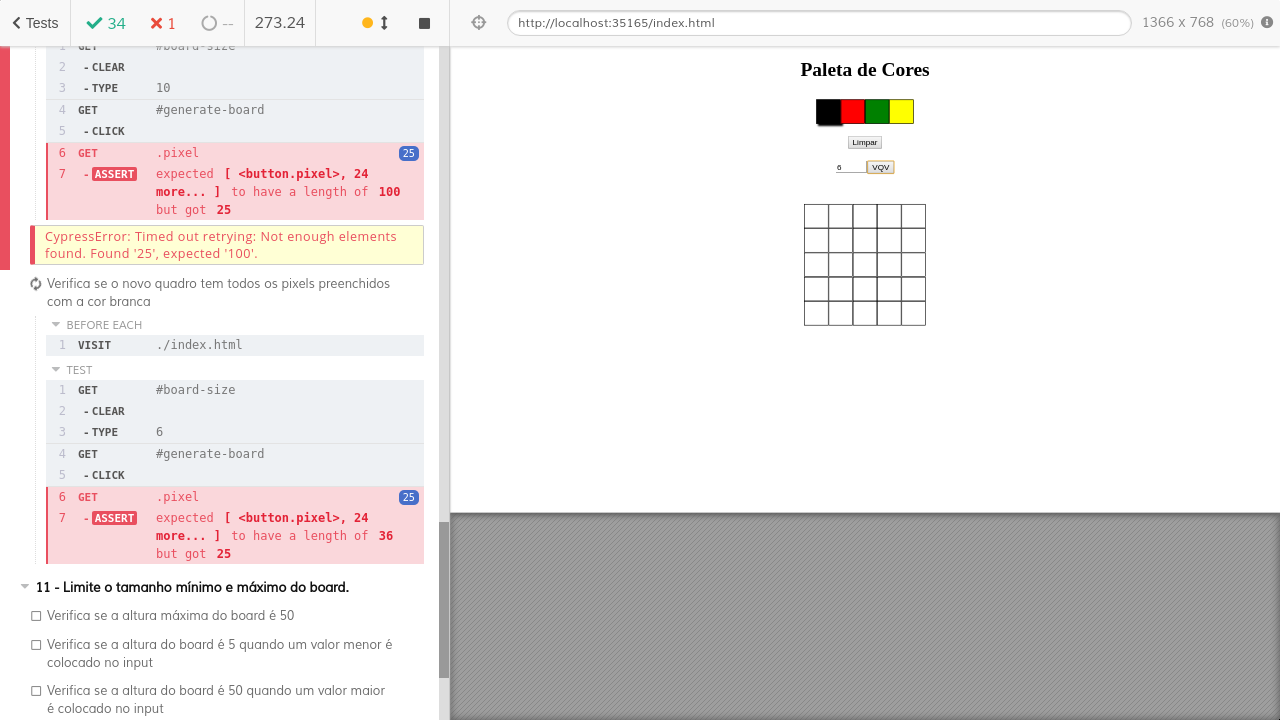 Tests
34
1
--
273.24
http://localhost:35165/index.html
1366 x 768 (60%)
1 GET #board-size
2 - CLEAR
3 - TYPE 10
4 GET #generate-board
5 - CLICK
6 GET .pixel 25
7 - ASSERT expected [ <button.pixel>, 24
more... ] to have a length of 100
but got 25
CypressError: Timed out retrying: Not enough elements
found. Found '25', expected '100'.
Verifica se o novo quadro tem todos os pixels preenchidos
com a cor branca
BEFORE EACH
1 VISIT ./index.html
TEST
1 GET #board-size
2 - CLEAR
3 - TYPE 6
4 GET #generate-board
5 - CLICK
6 GET .pixel 25
7 - ASSERT expected [ <button.pixel>, 24
more... ] to have a length of 36
but got 25
11 - Limite o tamanho mínimo e máximo do board.
Verifica se a altura máxima do board é 50
Verifica se a altura do board é 5 quando um valor menor é
colocado no input
Verifica se a altura do board é 50 quando um valor maior
é colocado no input
Paleta de Cores
Limpar
6
VQV